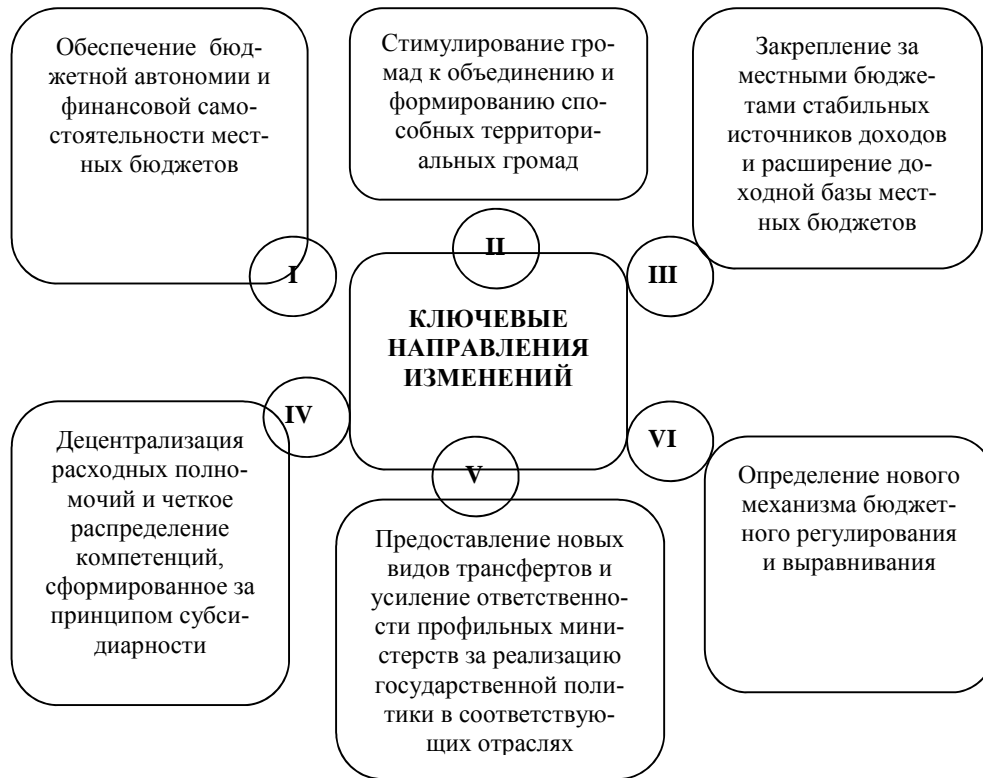 Обеспечение бюд-
жетной автономии и
финансовой само-
стоятельности мест-
ных бюджетов
I
Стимулирование гро-
мад к объединению и
формированию спо-
собных территори-
альных громад
II
Закрепление за
местными бюдже-
тами стабильных
источников доходов
и расширение до-
ходной базы мест-
ных бюджетов
III
КЛЮЧЕВЫЕ
НАПРАВЛЕНИЯ
ИЗМЕНЕНИЙ
IV
Децентрализация
расходных полно-
мочий и четкое
распределение
компетенций,
сформированное за
принципом субси-
диарности
V
Предоставление новых
видов трансфертов и
усиление ответственно-
сти профильных мини-
стерств за реализацию
государственной поли-
тики в соответствую-
щих отраслях
VI
Определение нового
механизма бюджет-
ного регулирования
и выравнивания